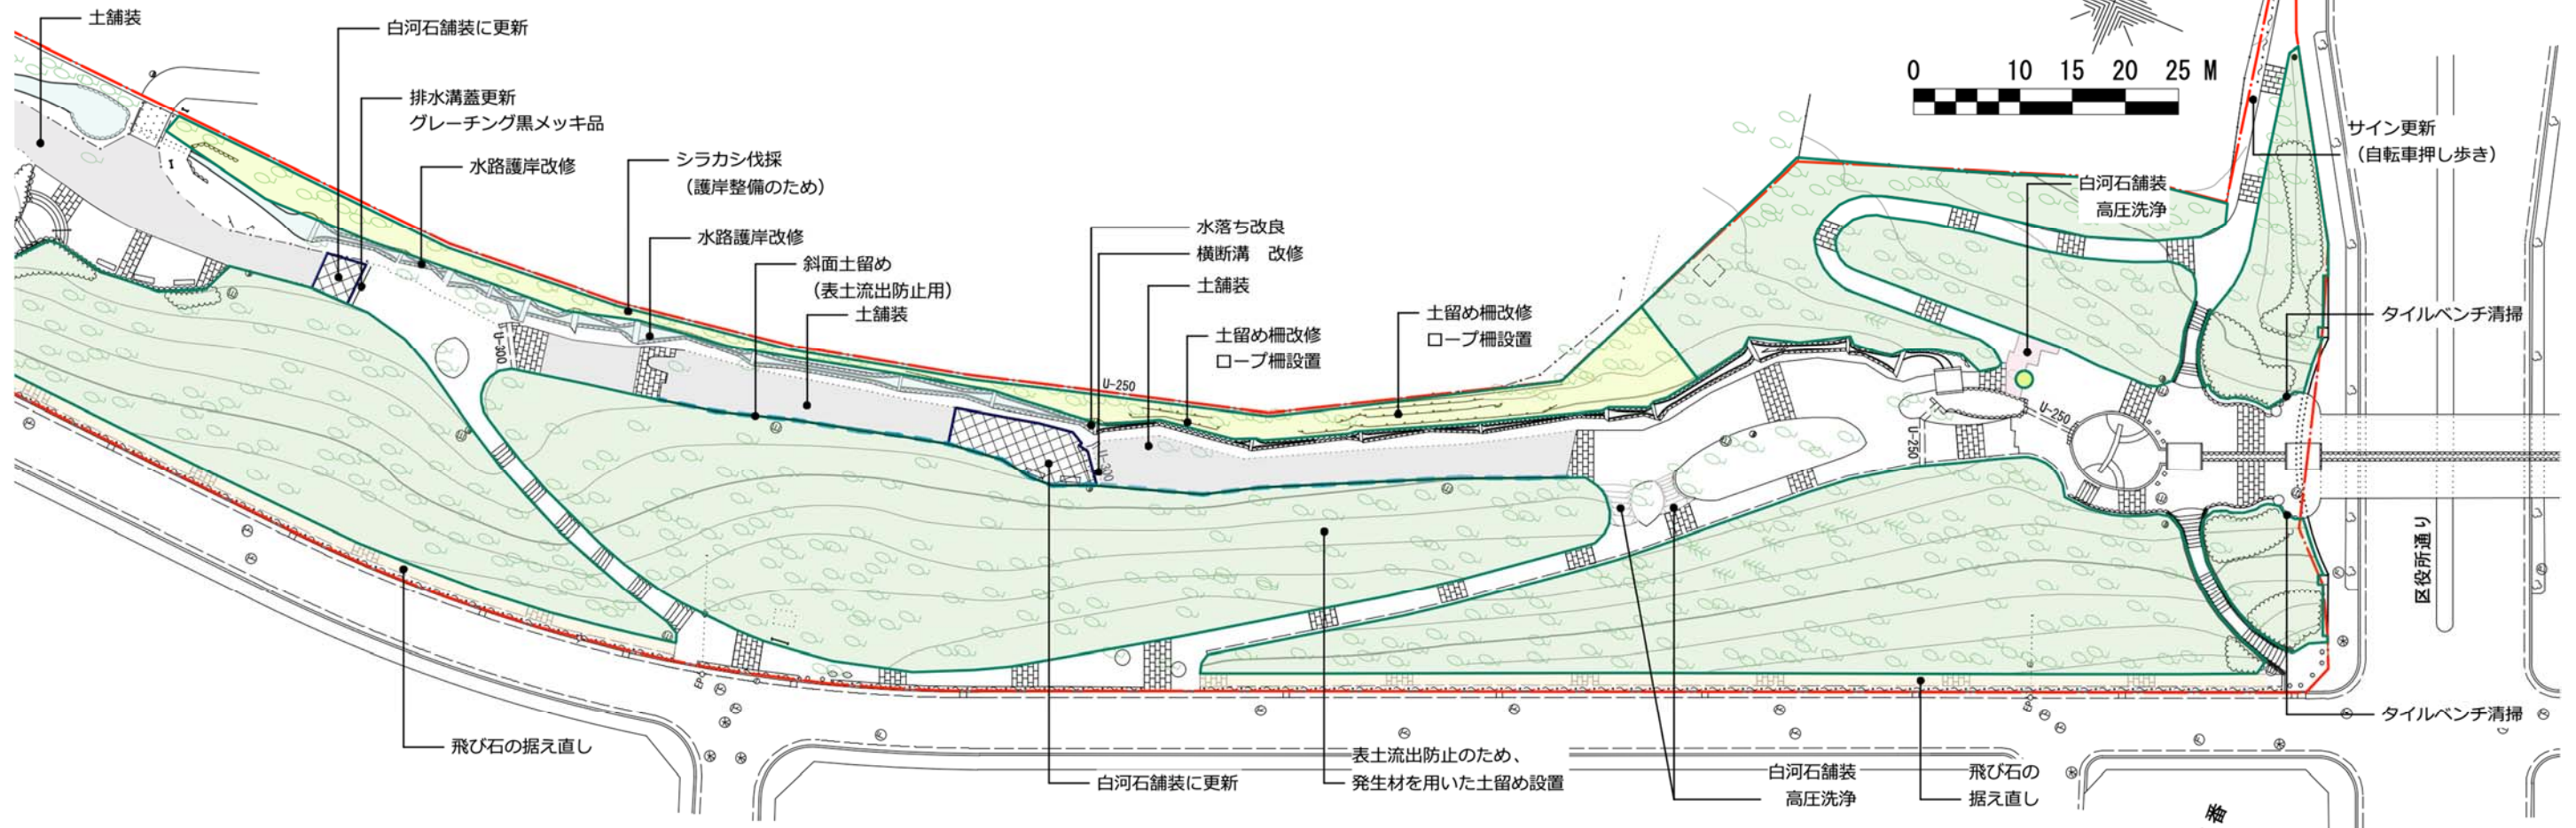 土舗装
白河石舗装に更新
排水溝蓋更新
グレーチング黒メッキ品
水路護岸改修
シラカシ伐採
（護岸整備のため）
水路護岸改修
斜面土留め
（表土流出防止用）
土舗装
水落ち改良
横断溝　改修
土舗装
土留め柵改修
ロープ柵設置
土留め柵改修
ロープ柵設置
0 10 15 20 25 M
サイン更新
（自転車押し歩き）
白河石舗装
高圧洗浄
タイルベンチ清掃
U-300
U-250
U-300
U-250
U-250
区役所通り
タイルベンチ清掃
飛び石の据え直し
白河石舗装に更新
表土流出防止のため、
発生材を用いた土留め設置
白河石舗装
高圧洗浄
飛び石の
据え直し
番